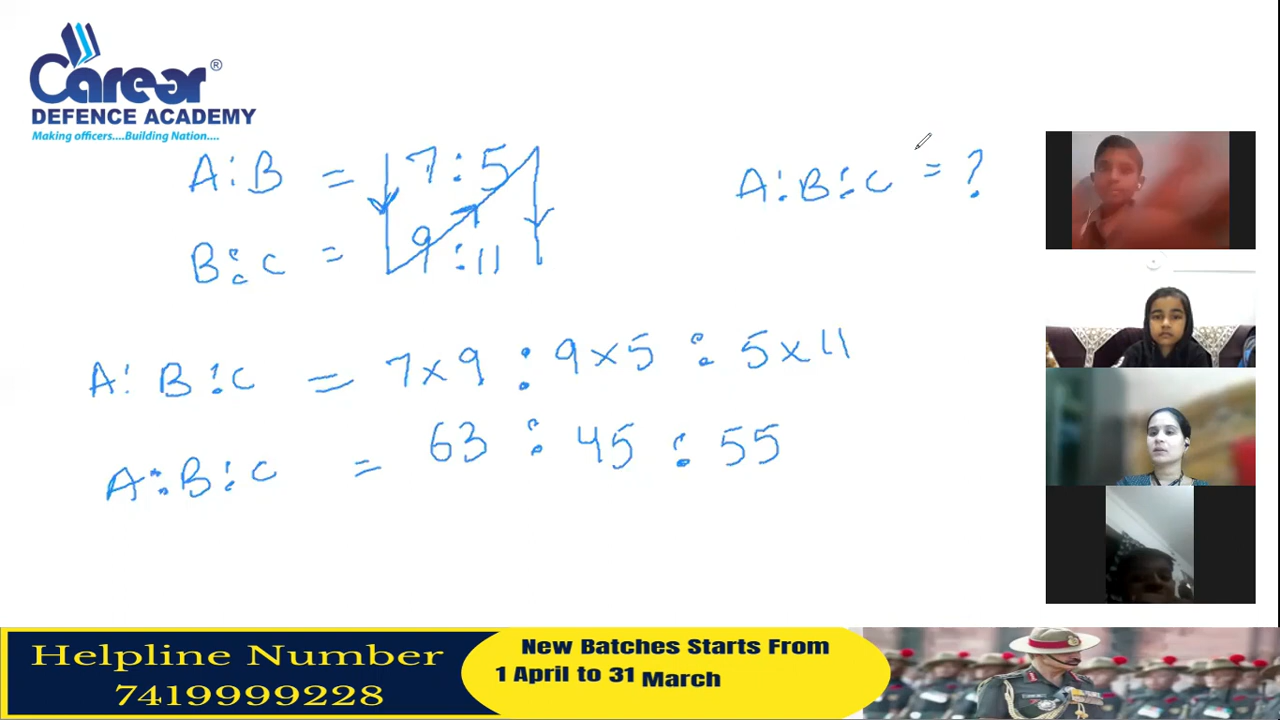 Carear®
DEFENCE ACADEMY
Making officers....Building Nation....
A:B = 7:5
A:B:C = ?
B:C = 9:11
A:B:C = 7×9 : 9×5 : 5×11
A:B:C = 63 : 45 : 55
Helpline Number
7419999228
New Batches Starts From
1 April to 31 March